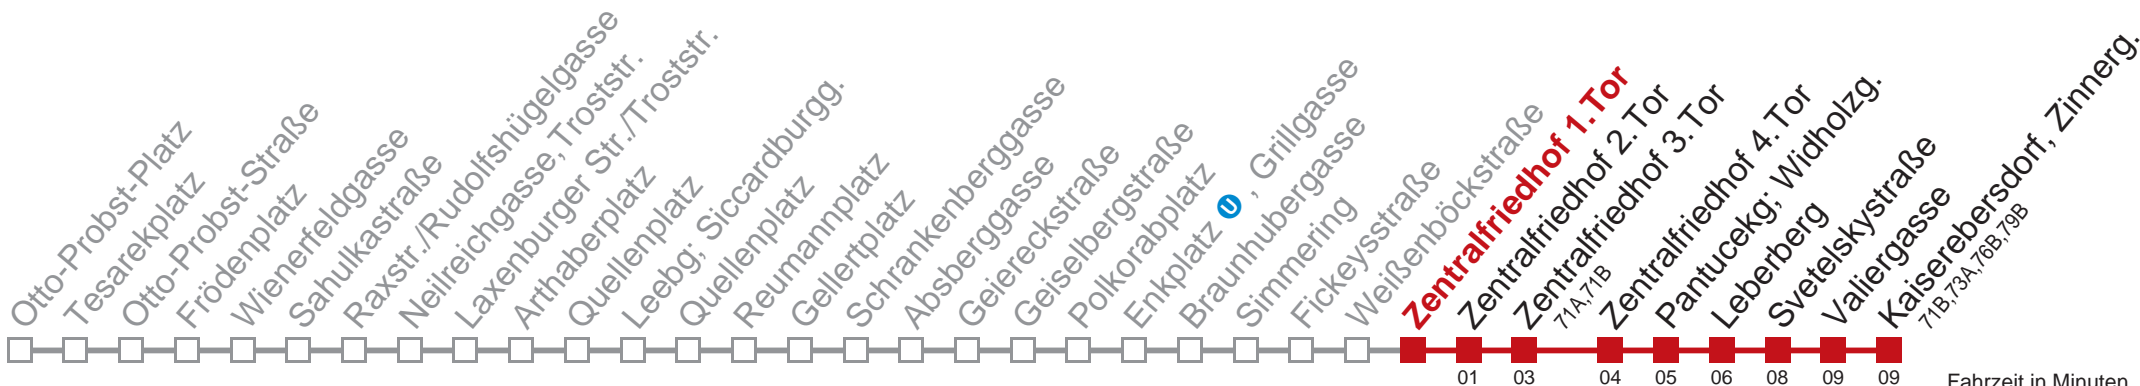 Otto-Probst-Platz
Tesarekplatz
Otto-Probst-Straße
Frödenplatz
Wienerfeldgasse
Sahulkastraße
Raxstr./Rudolfshügelgasse
Neilreichgasse, Troststr.
Laxenburger Str./Troststr.
Arthaberplatz
Quellenplatz
Leebg; Siccardburgg.
Quellenplatz
Reumannplatz
Gellertplatz
Schrankenberggasse
Absberggasse
Geiereckstraße
Geiselbergstraße
Polkorabplatz
Enkplatz U, Grillgasse
Braunhubergasse
Simmering
Fickeysstraße
Weißenböckstraße
Zentralfriedhof 1.Tor
Zentralfriedhof 2.Tor
Zentralfriedhof 3.Tor
71A,71B
Zentralfriedhof 4.Tor
Pantucekg; Widholzg.
Leberberg
Svetelskystraße
Valiergasse
Kaiserebersdorf, Zinnerg.
71B,73A,76B,79B
01 03 04 05 06 08 09 09
Fahrzeit in Minuten